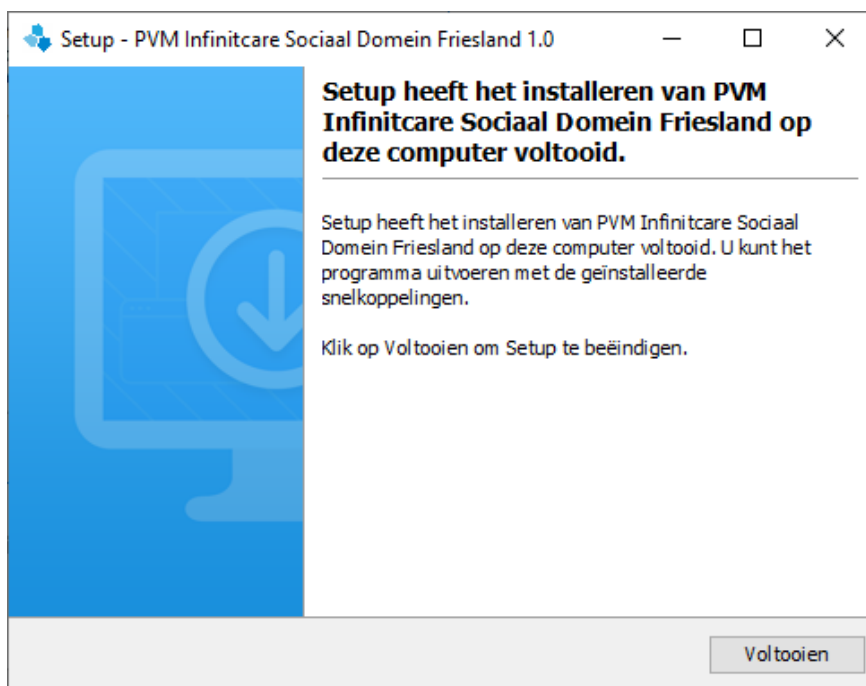 Setup - PVM Infinitcare Sociaal Domein Friesland 1.0
Setup heeft het installeren van PVM
Infinitcare Sociaal Domein Friesland op
deze computer voltooid.
Setup heeft het installeren van PVM Infinitcare Sociaal
Domein Friesland op deze computer voltooid. U kunt het
programma uitvoeren met de geïnstalleerde
snelkoppelingen.
Klik op Voltooien om Setup te beëindigen.
Voltooien